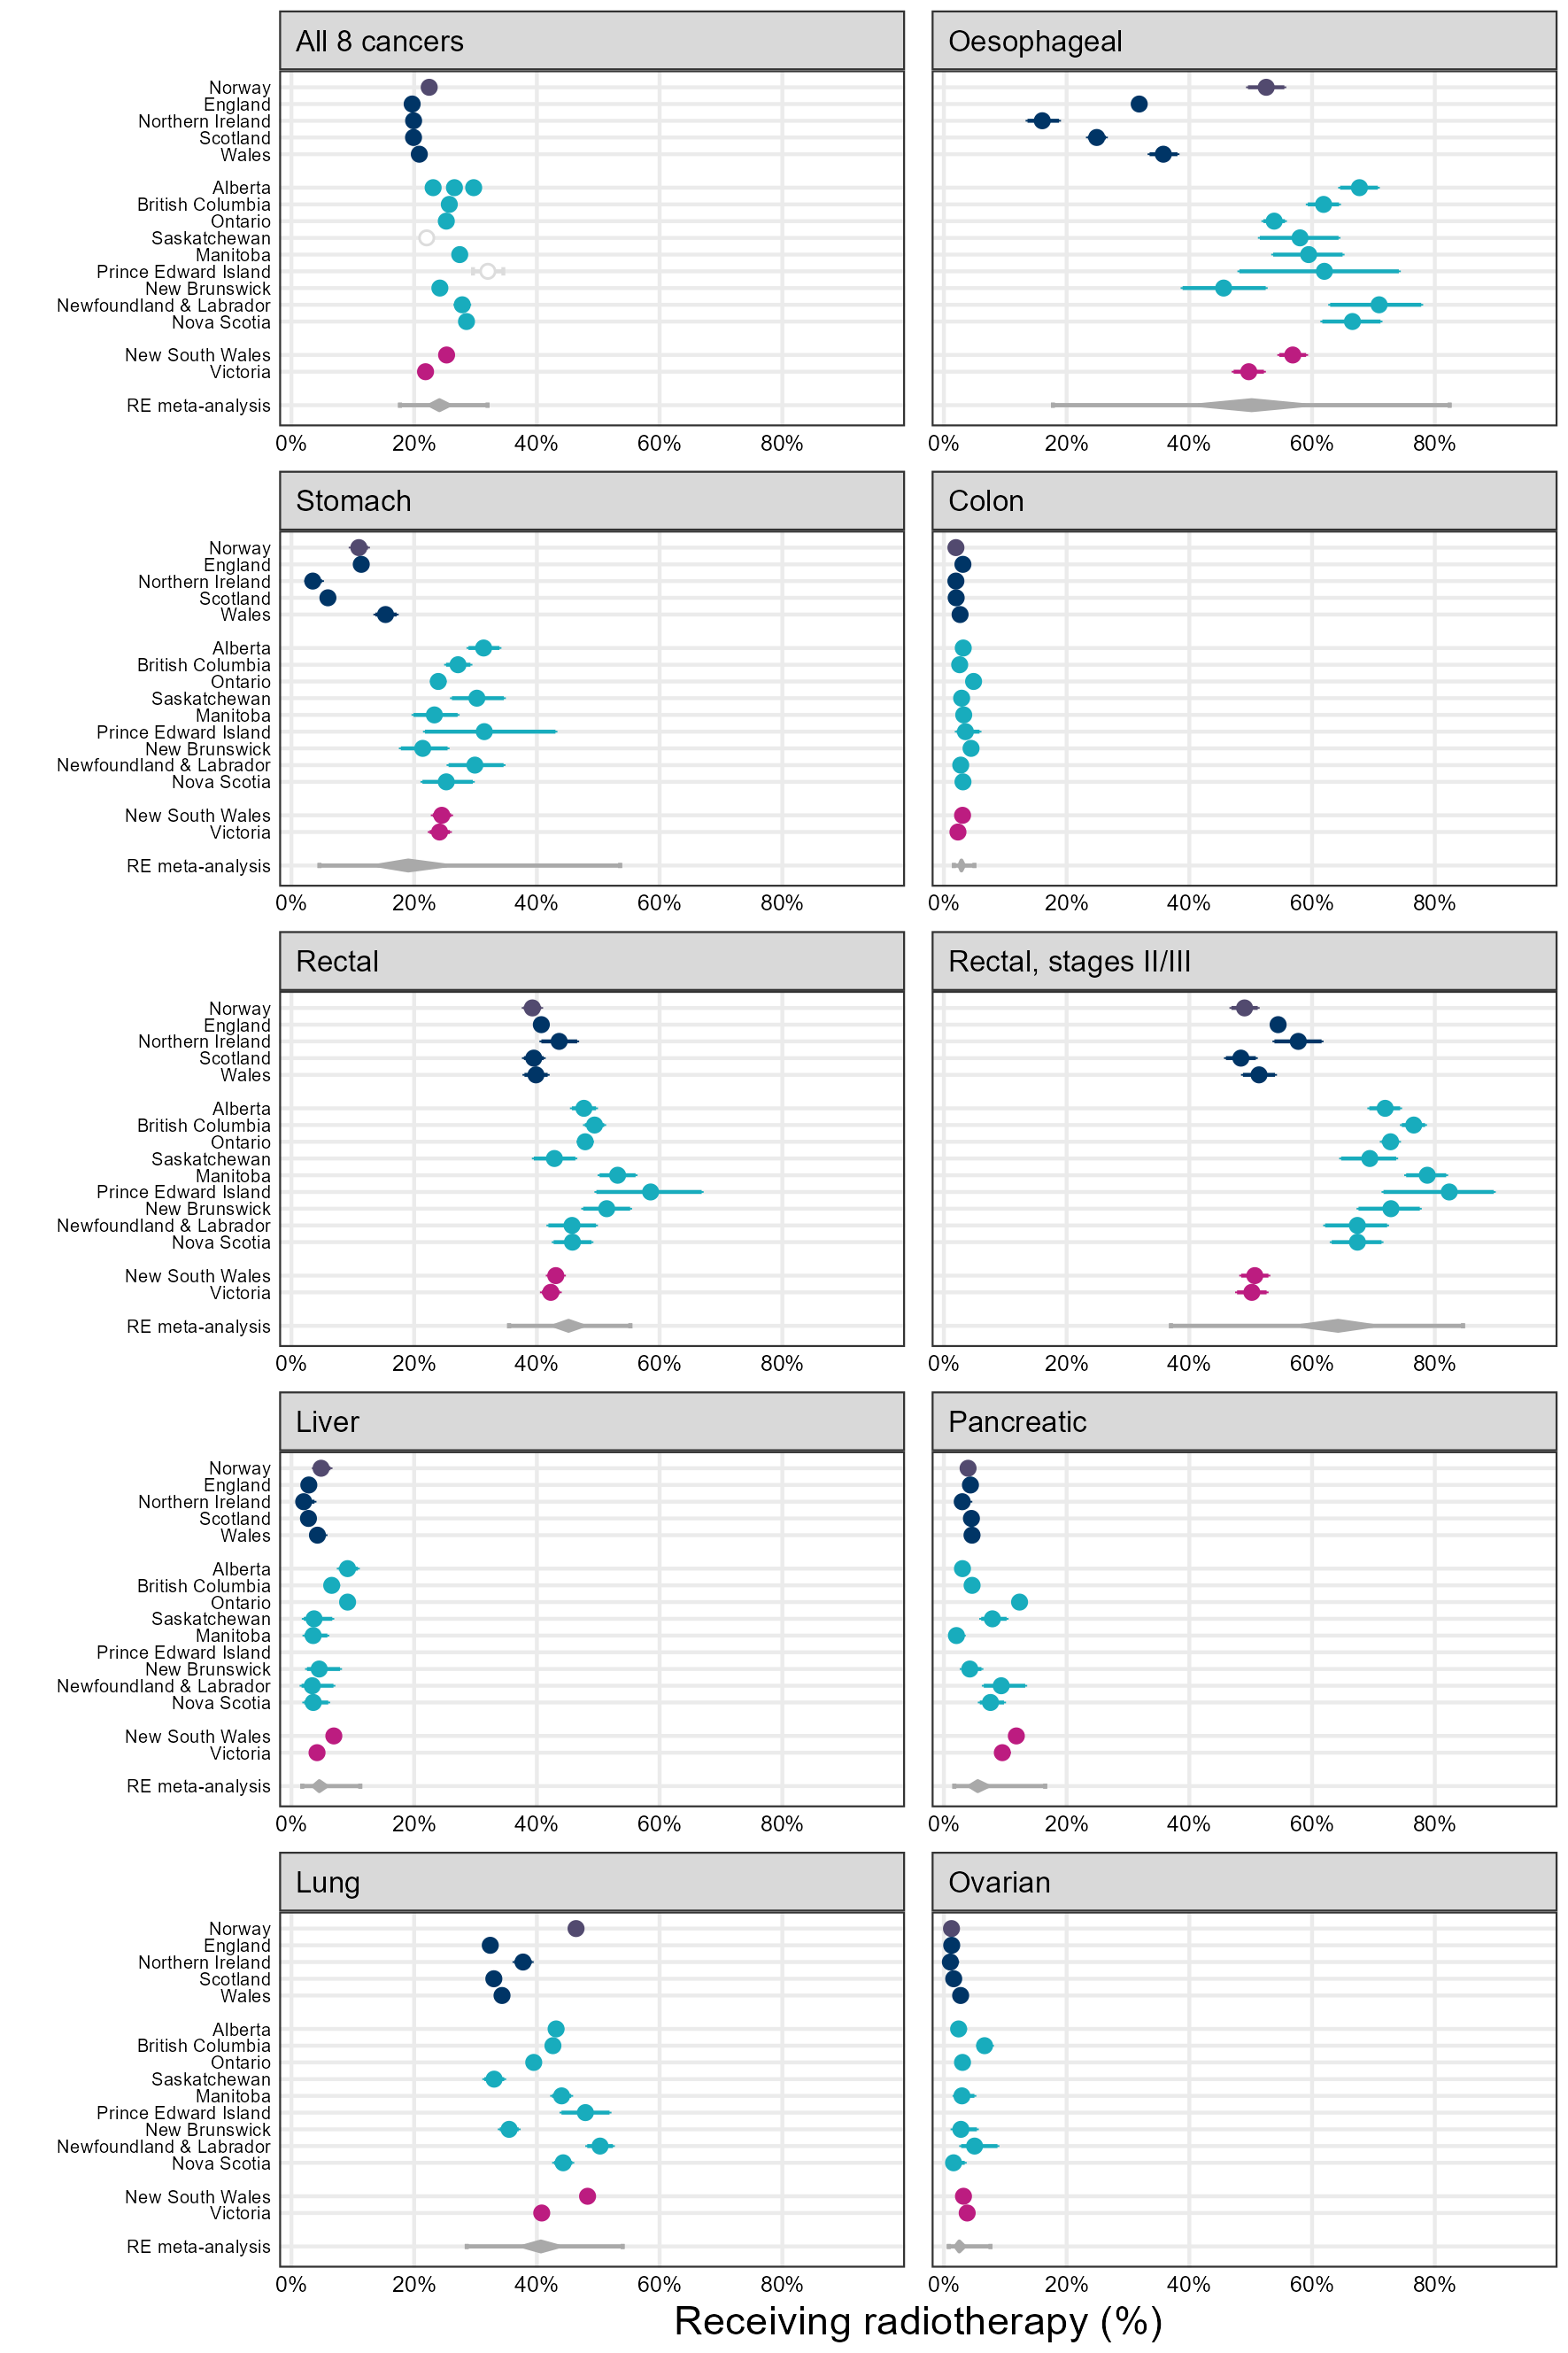 All 8 cancers
Oesophageal
Norway
England
Northern Ireland
Scotland
Wales
Alberta
British Columbia
Ontario
Saskatchewan
Manitoba
Prince Edward Island
New Brunswick
Newfoundland & Labrador
Nova Scotia
New South Wales
Victoria
RE meta-analysis
0% 20% 40% 60% 80%
0% 20% 40% 60% 80%
Stomach
Colon
Norway
England
Northern Ireland
Scotland
Wales
Alberta
British Columbia
Ontario
Saskatchewan
Manitoba
Prince Edward Island
New Brunswick
Newfoundland & Labrador
Nova Scotia
New South Wales
Victoria
RE meta-analysis
0% 20% 40% 60% 80%
0% 20% 40% 60% 80%
Rectal
Rectal, stages II/III
Norway
England
Northern Ireland
Scotland
Wales
Alberta
British Columbia
Ontario
Saskatchewan
Manitoba
Prince Edward Island
New Brunswick
Newfoundland & Labrador
Nova Scotia
New South Wales
Victoria
RE meta-analysis
0% 20% 40% 60% 80%
0% 20% 40% 60% 80%
Liver
Pancreatic
Norway
England
Northern Ireland
Scotland
Wales
Alberta
British Columbia
Ontario
Saskatchewan
Manitoba
Prince Edward Island
New Brunswick
Newfoundland & Labrador
Nova Scotia
New South Wales
Victoria
RE meta-analysis
0% 20% 40% 60% 80%
0% 20% 40% 60% 80%
Lung
Ovarian
Norway
England
Northern Ireland
Scotland
Wales
Alberta
British Columbia
Ontario
Saskatchewan
Manitoba
Prince Edward Island
New Brunswick
Newfoundland & Labrador
Nova Scotia
New South Wales
Victoria
RE meta-analysis
0% 20% 40% 60% 80%
0% 20% 40% 60% 80%
Receiving radiotherapy (%)